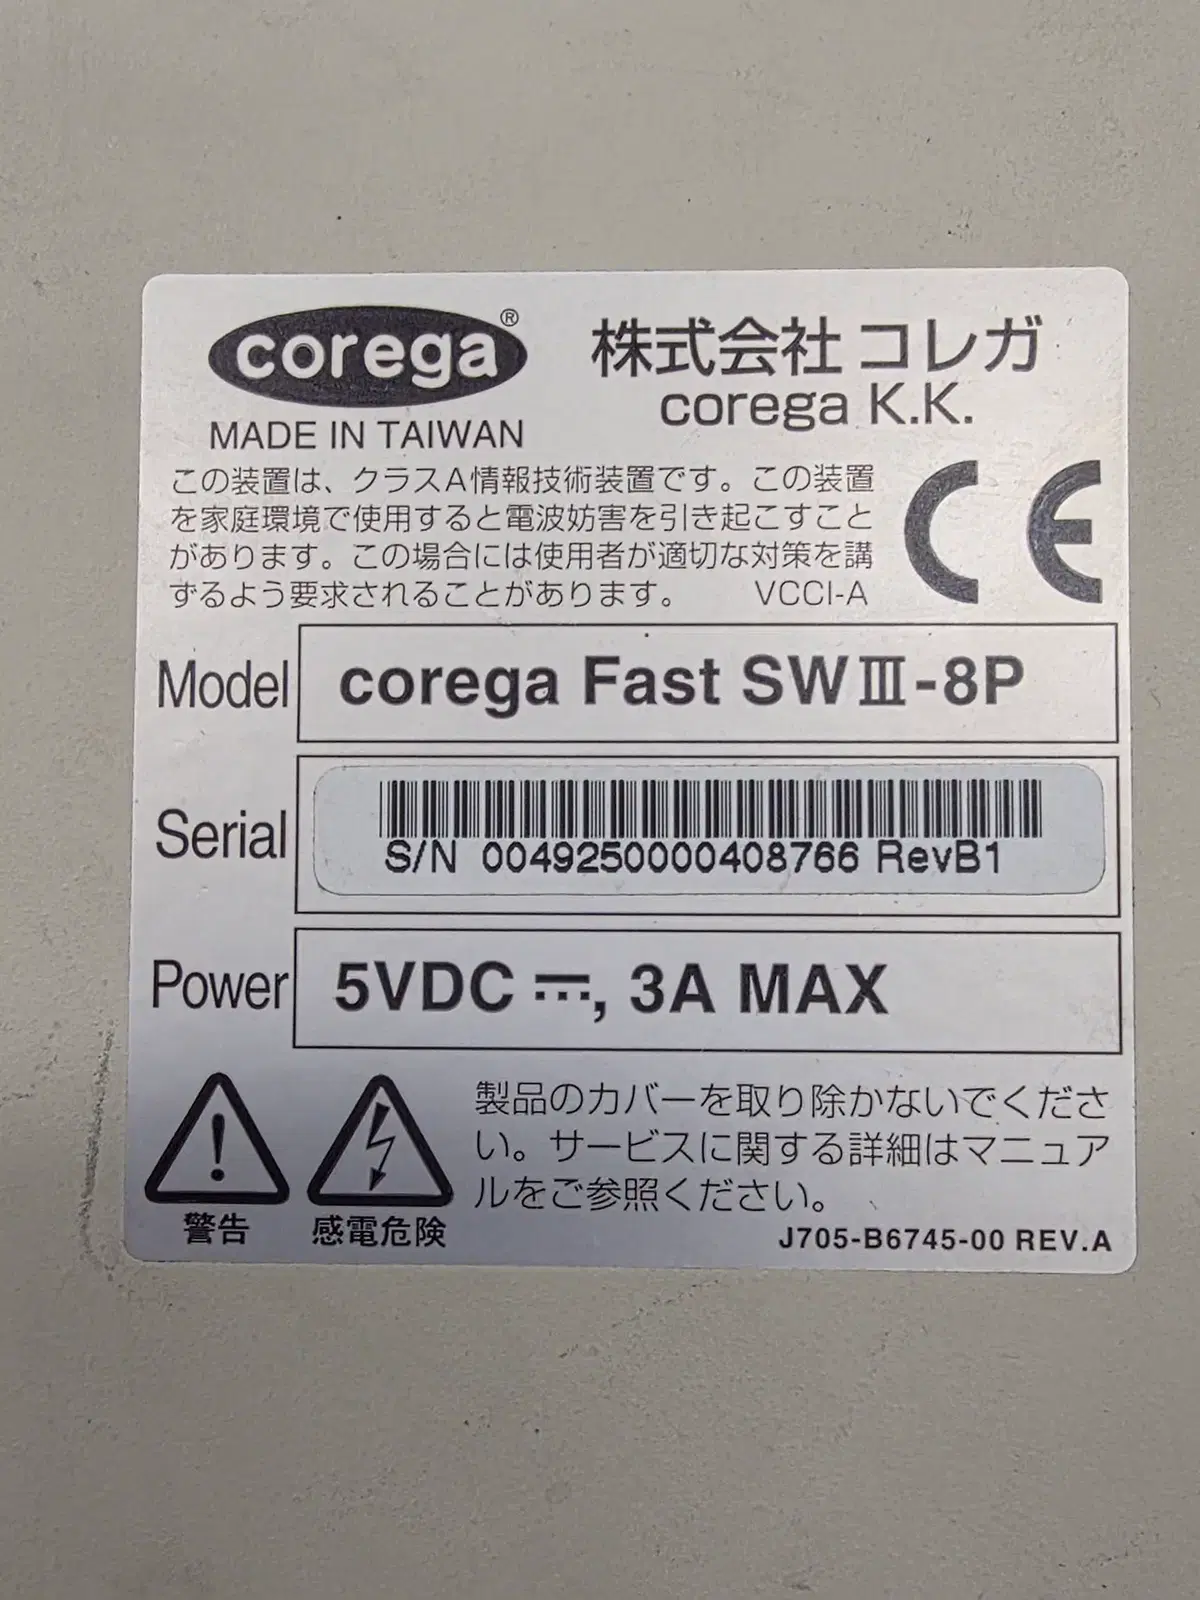 corega®
MADE IN TAIWAN
株式会社 コレガ
corega K.K.
この装置は、クラスA情報技術装置です。この装置
を家庭環境で使用すると電波妨害を引き起こすこと
があります。この場合には使用者が適切な対策を講
ずるよう要求されることがあります。 VCCI-A
CE
Model corega Fast SWⅢ-8P
Serial S/N 0049250000408766 RevB1
Power 5VDC ⎓, 3A MAX
製品のカバーを取り除かないでくださ
い。サービスに関する詳細はマニュア
ルをご参照ください。
警告 感電危険
J705-B6745-00 REV.A